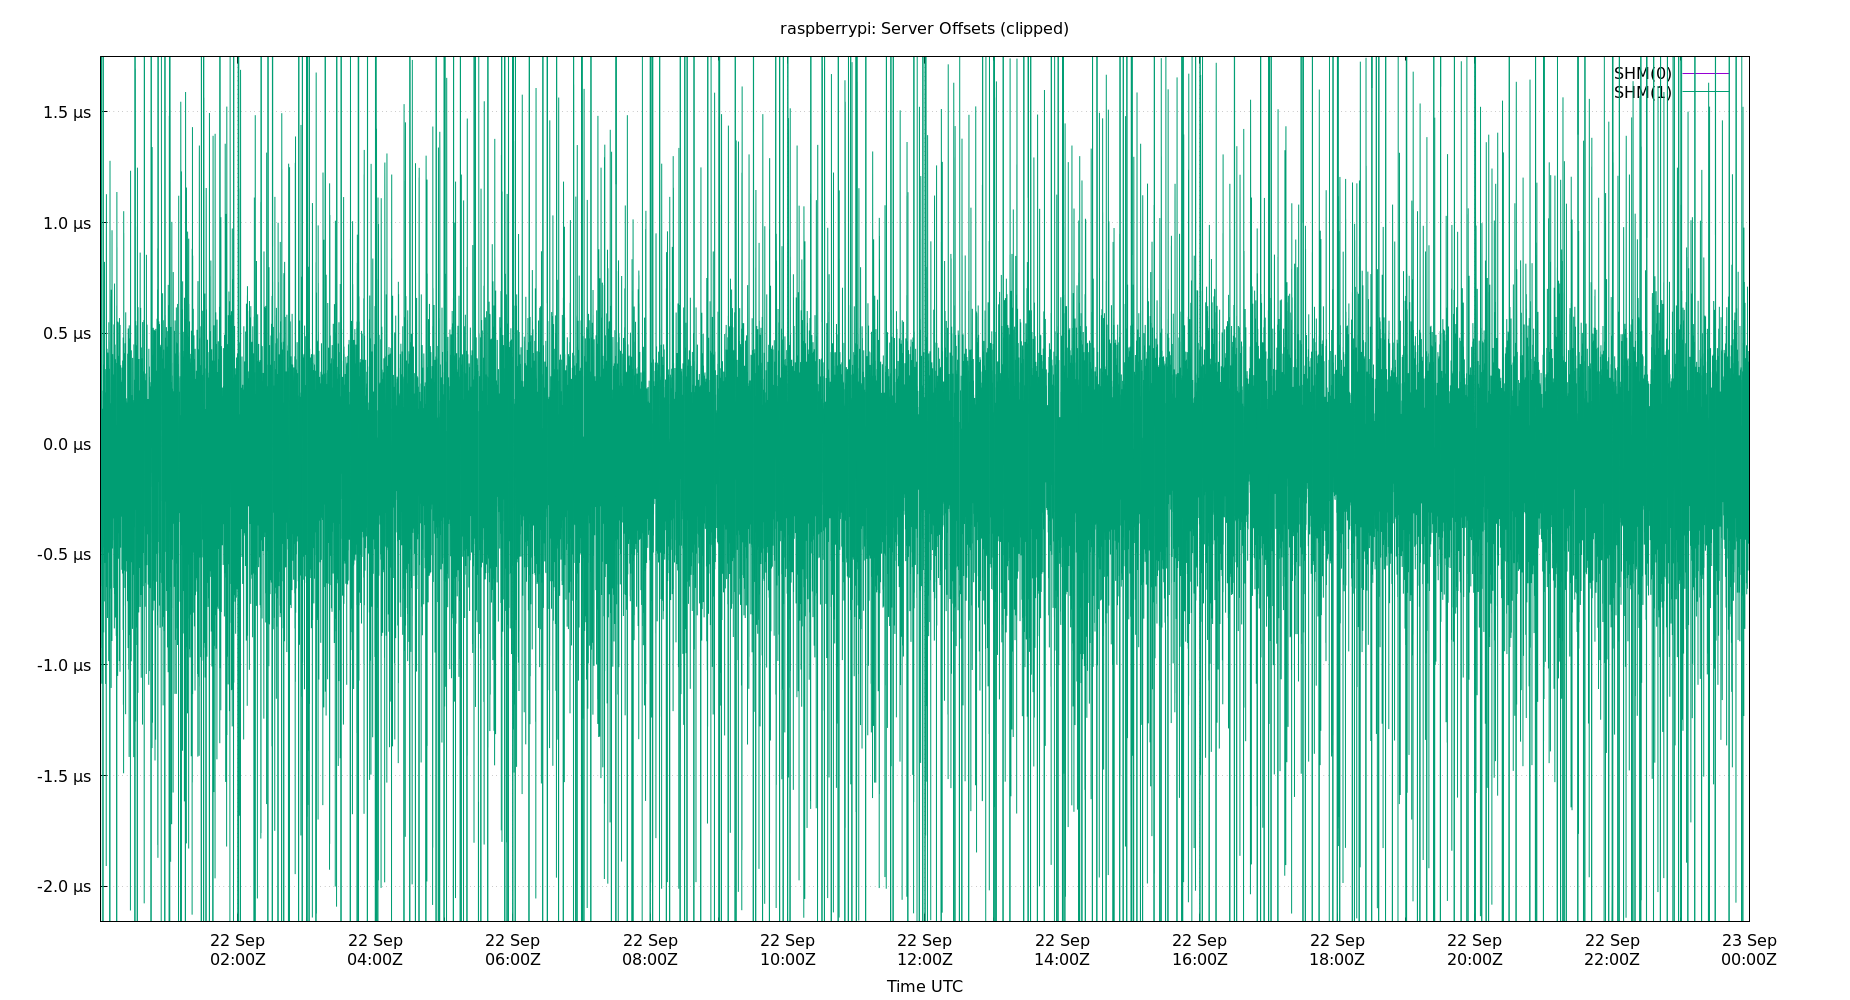 raspberrypi: Server Offsets (clipped)
SHM(0)
SHM(1)
1.5 µs
1.0 µs
0.5 µs
0.0 µs
-0.5 µs
-1.0 µs
-1.5 µs
-2.0 µs
22 Sep 22 Sep 22 Sep 22 Sep 22 Sep 22 Sep 22 Sep 22 Sep 22 Sep 22 Sep 22 Sep 23 Sep
02:00Z 04:00Z 06:00Z 08:00Z 10:00Z 12:00Z 14:00Z 16:00Z 18:00Z 20:00Z 22:00Z 00:00Z
Time UTC